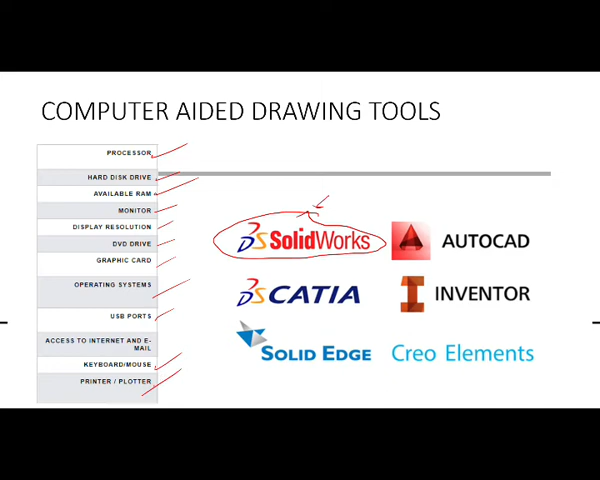 COMPUTER AIDED DRAWING TOOLS
PROCESSOR
HARD DISK DRIVE
AVAILABLE RAM
MONITOR
DISPLAY RESOLUTION
DVD DRIVE
GRAPHIC CARD
OPERATING SYSTEMS
USB PORTS
ACCESS TO INTERNET AND E-
MAIL
KEYBOARD/MOUSE
PRINTER / PLOTTER
DS SolidWorks
AUTOCAD
DS CATIA
INVENTOR
SOLID EDGE
Creo Elements